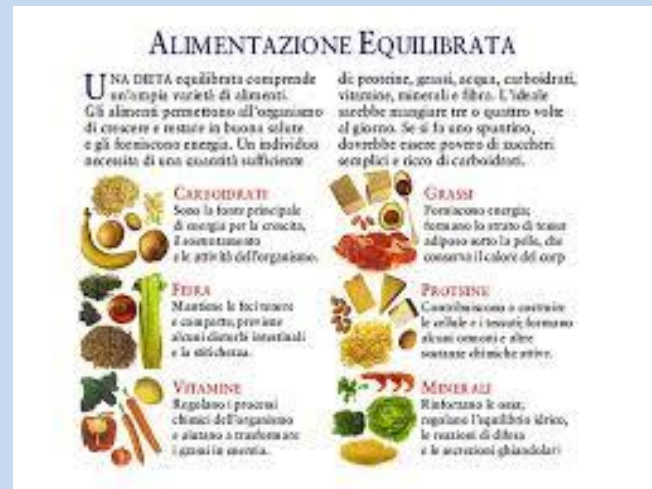 ALIMENTAZIONE EQUILIBRATA
UNA DIETA equilibrata comprende
un'ampia varietà di alimenti.
Gli alimenti permettono all'organismo
di crescere e restare in buona salute
e gli forniscono energia. Un individuo
necessita di una quantità sufficiente
di: proteine, grassi, acqua, carboidrati,
vitamine, minerali e fibra. L'ideale
sarebbe mangiare tre o quattro volte
al giorno. Se si fa uno spuntino,
dovrebbe essere povero di zuccheri
semplici e ricco di carboidrati.
CARBOIDRATI
Sono la fonte principale
di energia per la crescita,
il sostentamento
e le attività dell'organismo.
GRASSI
Forniscono energia;
formano lo strato di tessut
adiposo sotto la pelle, che
conserva il calore del corp
FIBRA
Mantiene le feci tenere
e compatte, previene
alcuni disturbi intestinali
e la stitichezza.
PROTEINE
Contribuiscono a costruire
le cellule e i tessuti; formano
alcuni ormoni e altre
sostanze chimiche attive.
VITAMINE
Regolano i processi
chimici dell'organismo
e aiutano a trasformare
i grassi in energia.
MINERALI
Rinforzano le ossa,
regolano l'equilibrio idrico,
le reazioni di difesa
e le secrezioni ghiandolari